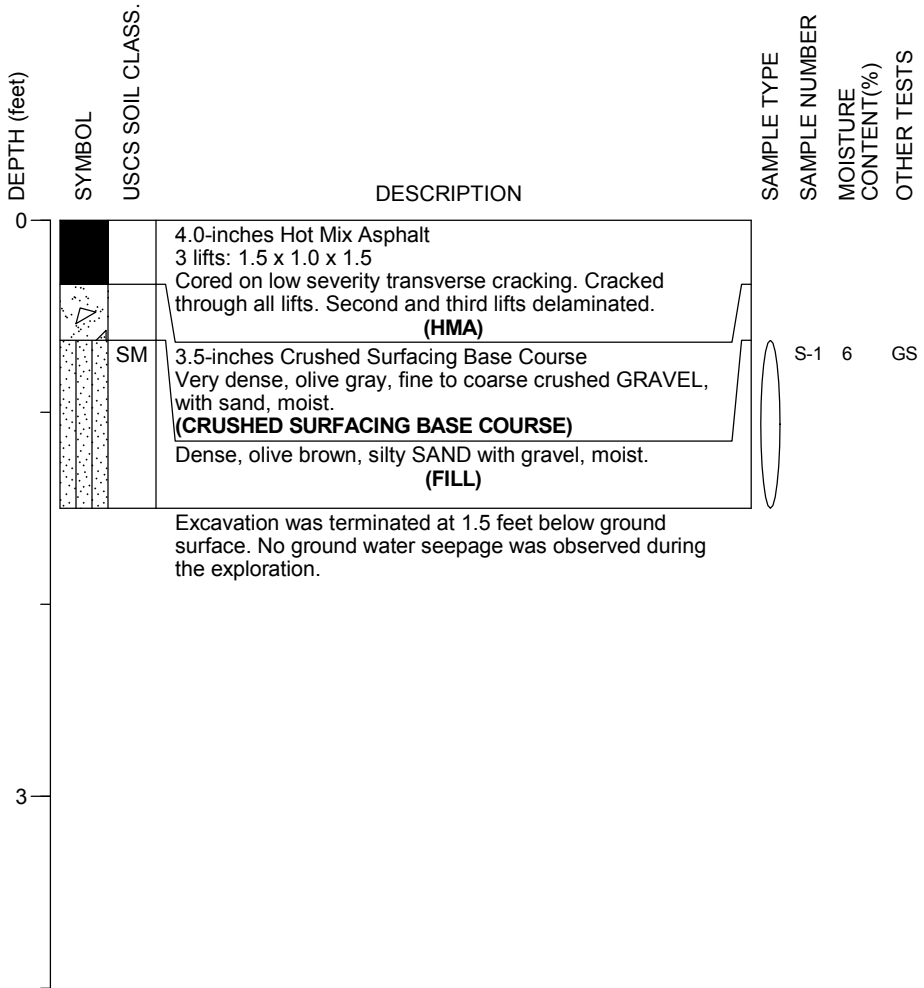 DEPTH (feet)
SYMBOL
USCS SOIL CLASS.
DESCRIPTION
SAMPLE TYPE
SAMPLE NUMBER
MOISTURE
CONTENT(%)
OTHER TESTS
0
4.0-inches Hot Mix Asphalt
3 lifts: 1.5 x 1.0 x 1.5
Cored on low severity transverse cracking. Cracked
through all lifts. Second and third lifts delaminated.
(HMA)
SM
3.5-inches Crushed Surfacing Base Course
S-1 6 GS
Very dense, olive gray, fine to coarse crushed GRAVEL,
with sand, moist.
(CRUSHED SURFACING BASE COURSE)
Dense, olive brown, silty SAND with gravel, moist.
(FILL)
Excavation was terminated at 1.5 feet below ground
surface. No ground water seepage was observed during
the exploration.
3